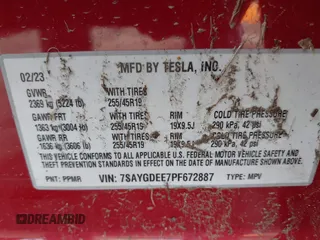 02/23 MFD BY TESLA, INC.
GVWR WITH TIRES
2369 kg (5224 lb) 255/45R19
GAWR FRT WITH TIRES RIM COLD TIRE PRESSURE
1363 kg (3004 lb) 255/45R19 19X9.5J 290 kPa, 42 psi
GAWR RR WITH TIRES RIM COLD TIRE PRESSURE
1636 kg (3606 lb) 255/45R19 19X9.5J 290 kPa, 42 psi
THIS VEHICLE CONFORMS TO ALL APPLICABLE U.S. FEDERAL MOTOR VEHICLE
SAFETY AND THEFT PREVENTION STANDARDS IN EFFECT ON THE DATE OF MANUFACTURE SHOWN ABOVE.
PNT: PPMR VIN: 7SAYGDEE7PF672887 TYPE: MPV
DREAMBID